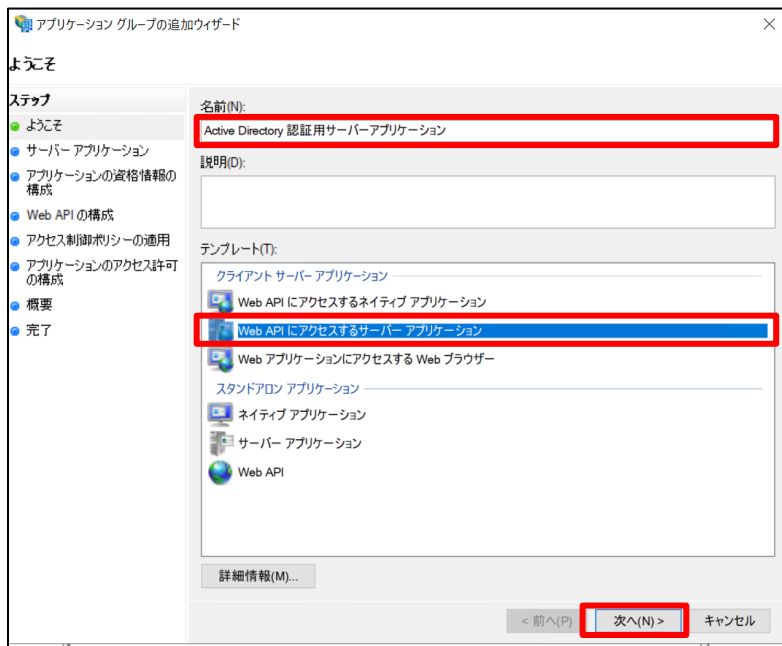 アプリケーション グループの追加ウィザード
ようこそ
ステップ
ようこそ
サーバー アプリケーション
アプリケーションの資格情報の
構成
Web API の構成
アクセス制御ポリシーの適用
アプリケーションのアクセス許可
の構成
概要
完了
名前(N):
Active Directory 認証用サーバーアプリケーション
説明(D):
テンプレート(T):
クライアント サーバー アプリケーション
Web API にアクセスするネイティブ アプリケーション
Web API にアクセスするサーバー アプリケーション
Web アプリケーションにアクセスする Web ブラウザー
スタンドアロン アプリケーション
ネイティブ アプリケーション
サーバー アプリケーション
Web API
詳細情報(M)...
< 前へ(P)
次へ(N) >
キャンセル